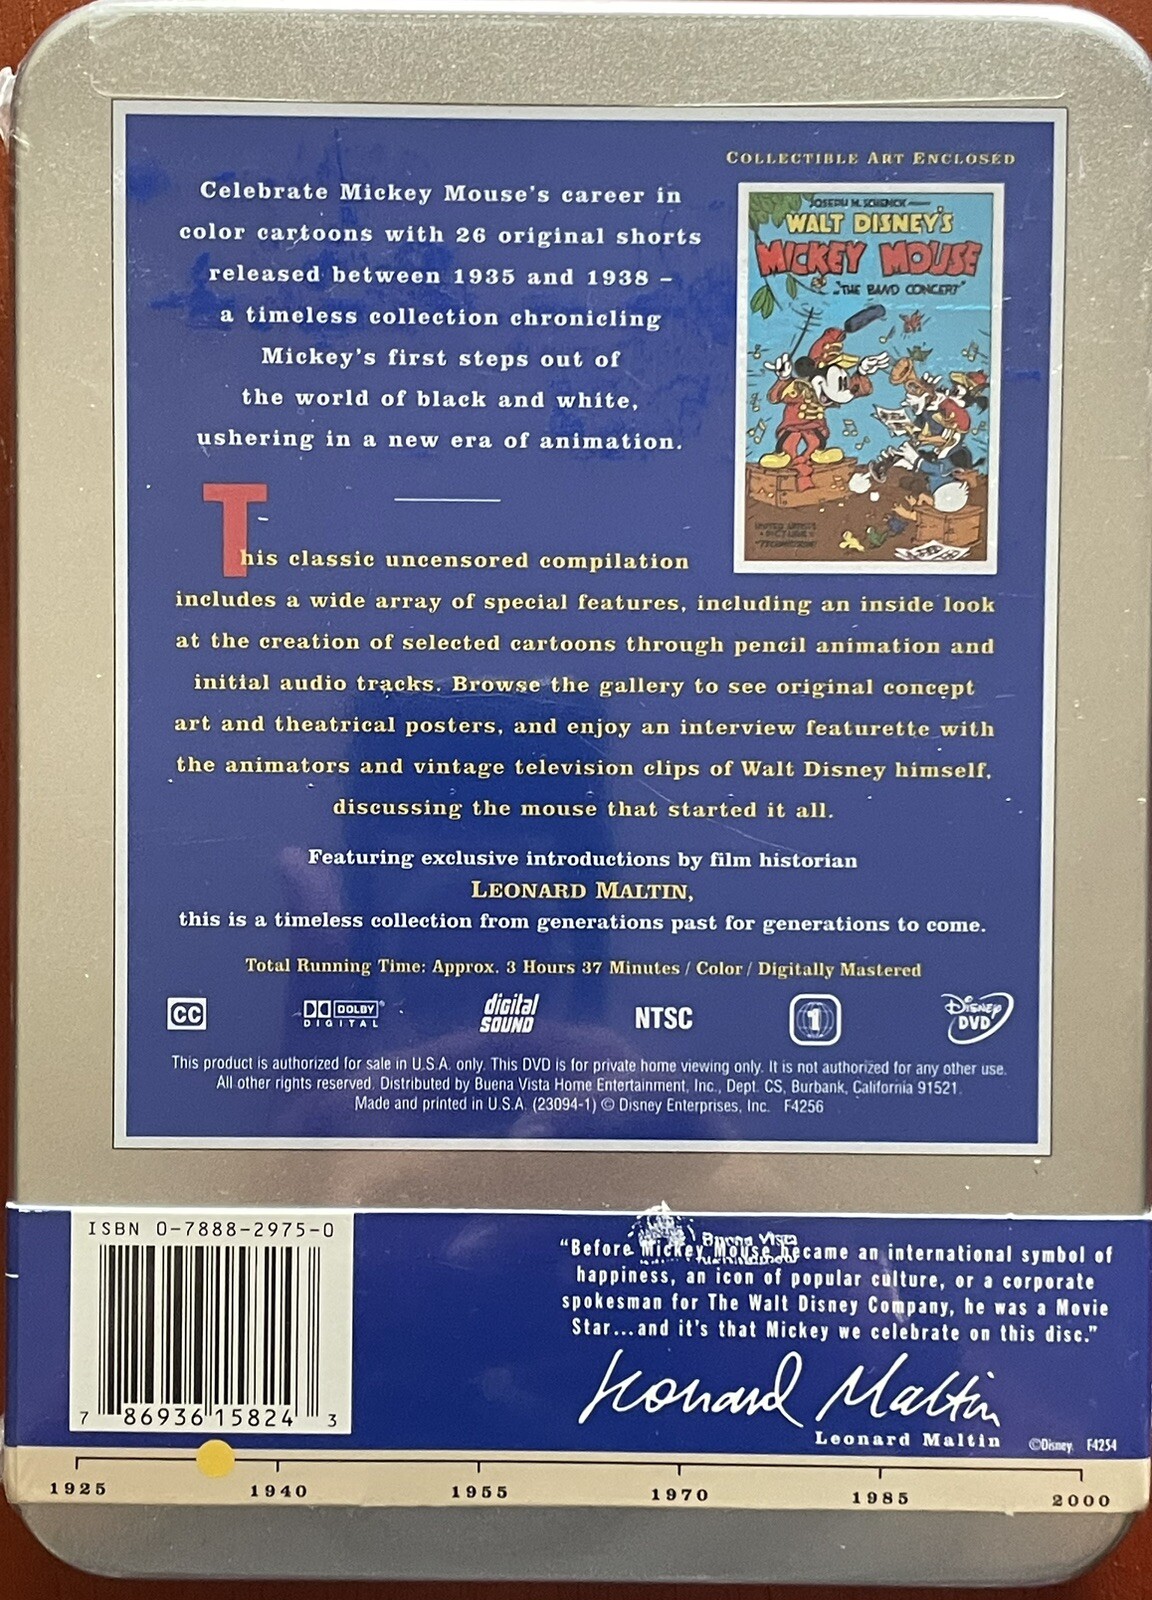 COLLECTIBLE ART ENCLOSED
Celebrate Mickey Mouse's career in
color cartoons with 26 original shorts
released between 1935 and 1938 –
a timeless collection chronicling
Mickey's first steps out of
the world of black and white,
ushering in a new era of animation.
JOSEPH M. SCHENCK
WALT DISNEY'S
MICKEY MOUSE
"THE BAND CONCERT"
UNITED ARTISTS
PICTURE
TECHNICOLOR
This classic uncensored compilation
includes a wide array of special features, including an inside look
at the creation of selected cartoons through pencil animation and
initial audio tracks. Browse the gallery to see original concept
art and theatrical posters, and enjoy an interview featurette with
the animators and vintage television clips of Walt Disney himself,
discussing the mouse that started it all.
Featuring exclusive introductions by film historian
LEONARD MALTIN,
this is a timeless collection from generations past for generations to come.
Total Running Time: Approx. 3 Hours 37 Minutes / Color / Digitally Mastered
CC DOLBY DIGITAL digital SOUND NTSC 1 DISNEY DVD
This product is authorized for sale in U.S.A. only. This DVD is for private home viewing only. It is not authorized for any other use.
All other rights reserved. Distributed by Buena Vista Home Entertainment, Inc., Dept. CS, Burbank, California 91521.
Made and printed in U.S.A. (23094-1) © Disney Enterprises, Inc. F4256
ISBN 0-7888-2975-0
7 86936 15824 3
Buena Vista
"Before Mickey Mouse became an international symbol of
happiness, an icon of popular culture, or a corporate
spokesman for The Walt Disney Company, he was a Movie
Star...and it's that Mickey we celebrate on this disc."
Leonard Maltin
Leonard Maltin
©Disney F4254
1925 1940 1955 1970 1985 2000